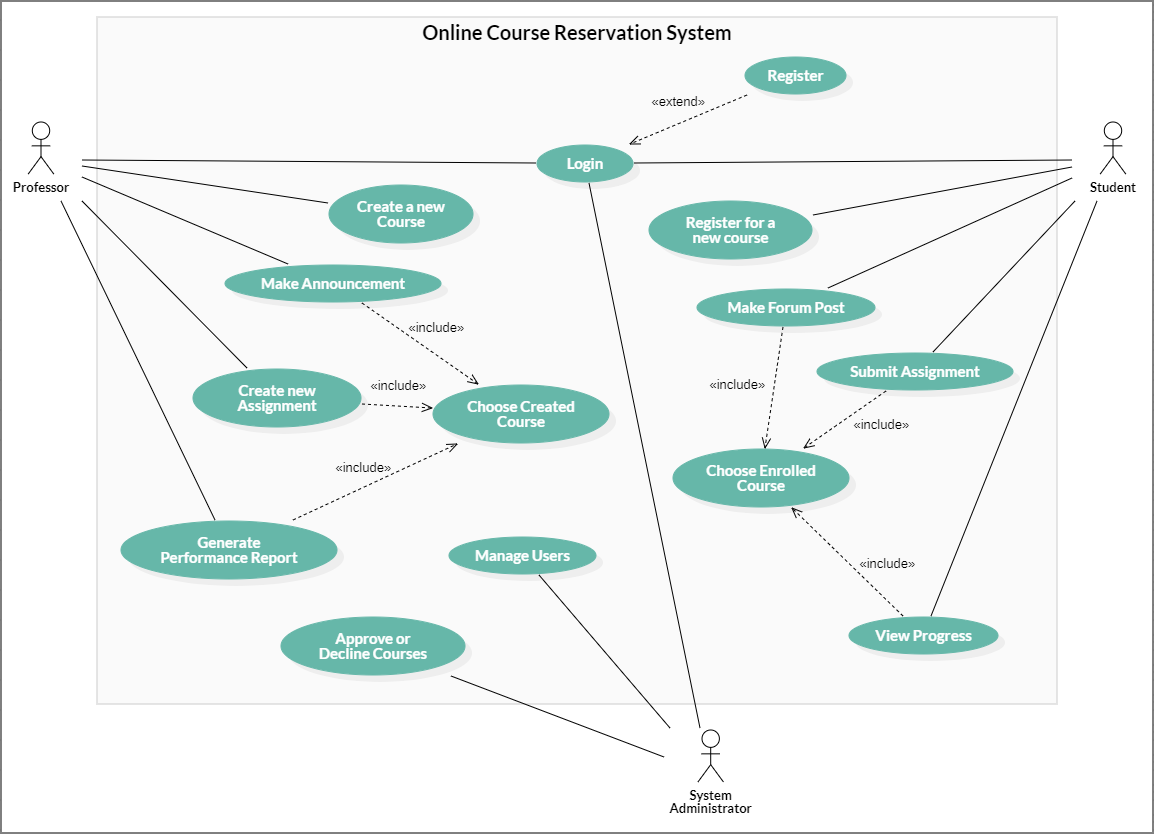 Online Course Reservation System
Register
«extend»
Login
Professor
Student
Create a new
Course
Register for a
new course
Make Announcement
Make Forum Post
«include»
Submit Assignment
«include»
«include»
Create new
Assignment
Choose Created
Course
«include»
«include»
Choose Enrolled
Course
Generate
Performance Report
Manage Users
«include»
Approve or
Decline Courses
View Progress
System
Administrator